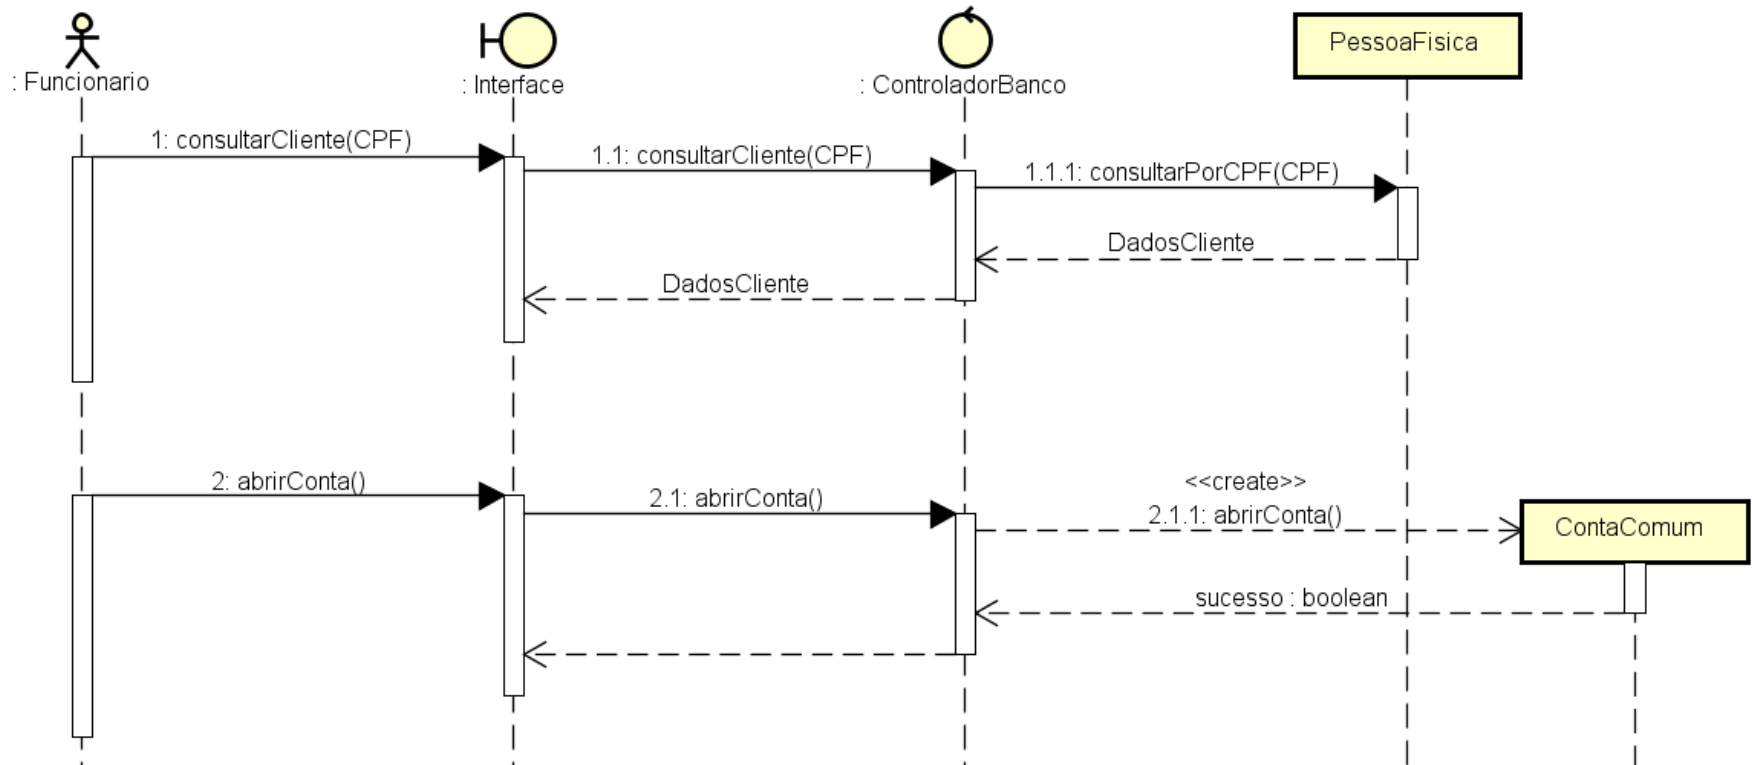 : Funcionario
: Interface
: ControladorBanco
PessoaFisica
1: consultarCliente(CPF)
1.1: consultarCliente(CPF)
1.1.1: consultarPorCPF(CPF)
DadosCliente
DadosCliente
2: abrirConta()
2.1: abrirConta()
<<create>>
2.1.1: abrirConta()
ContaComum
sucesso : boolean